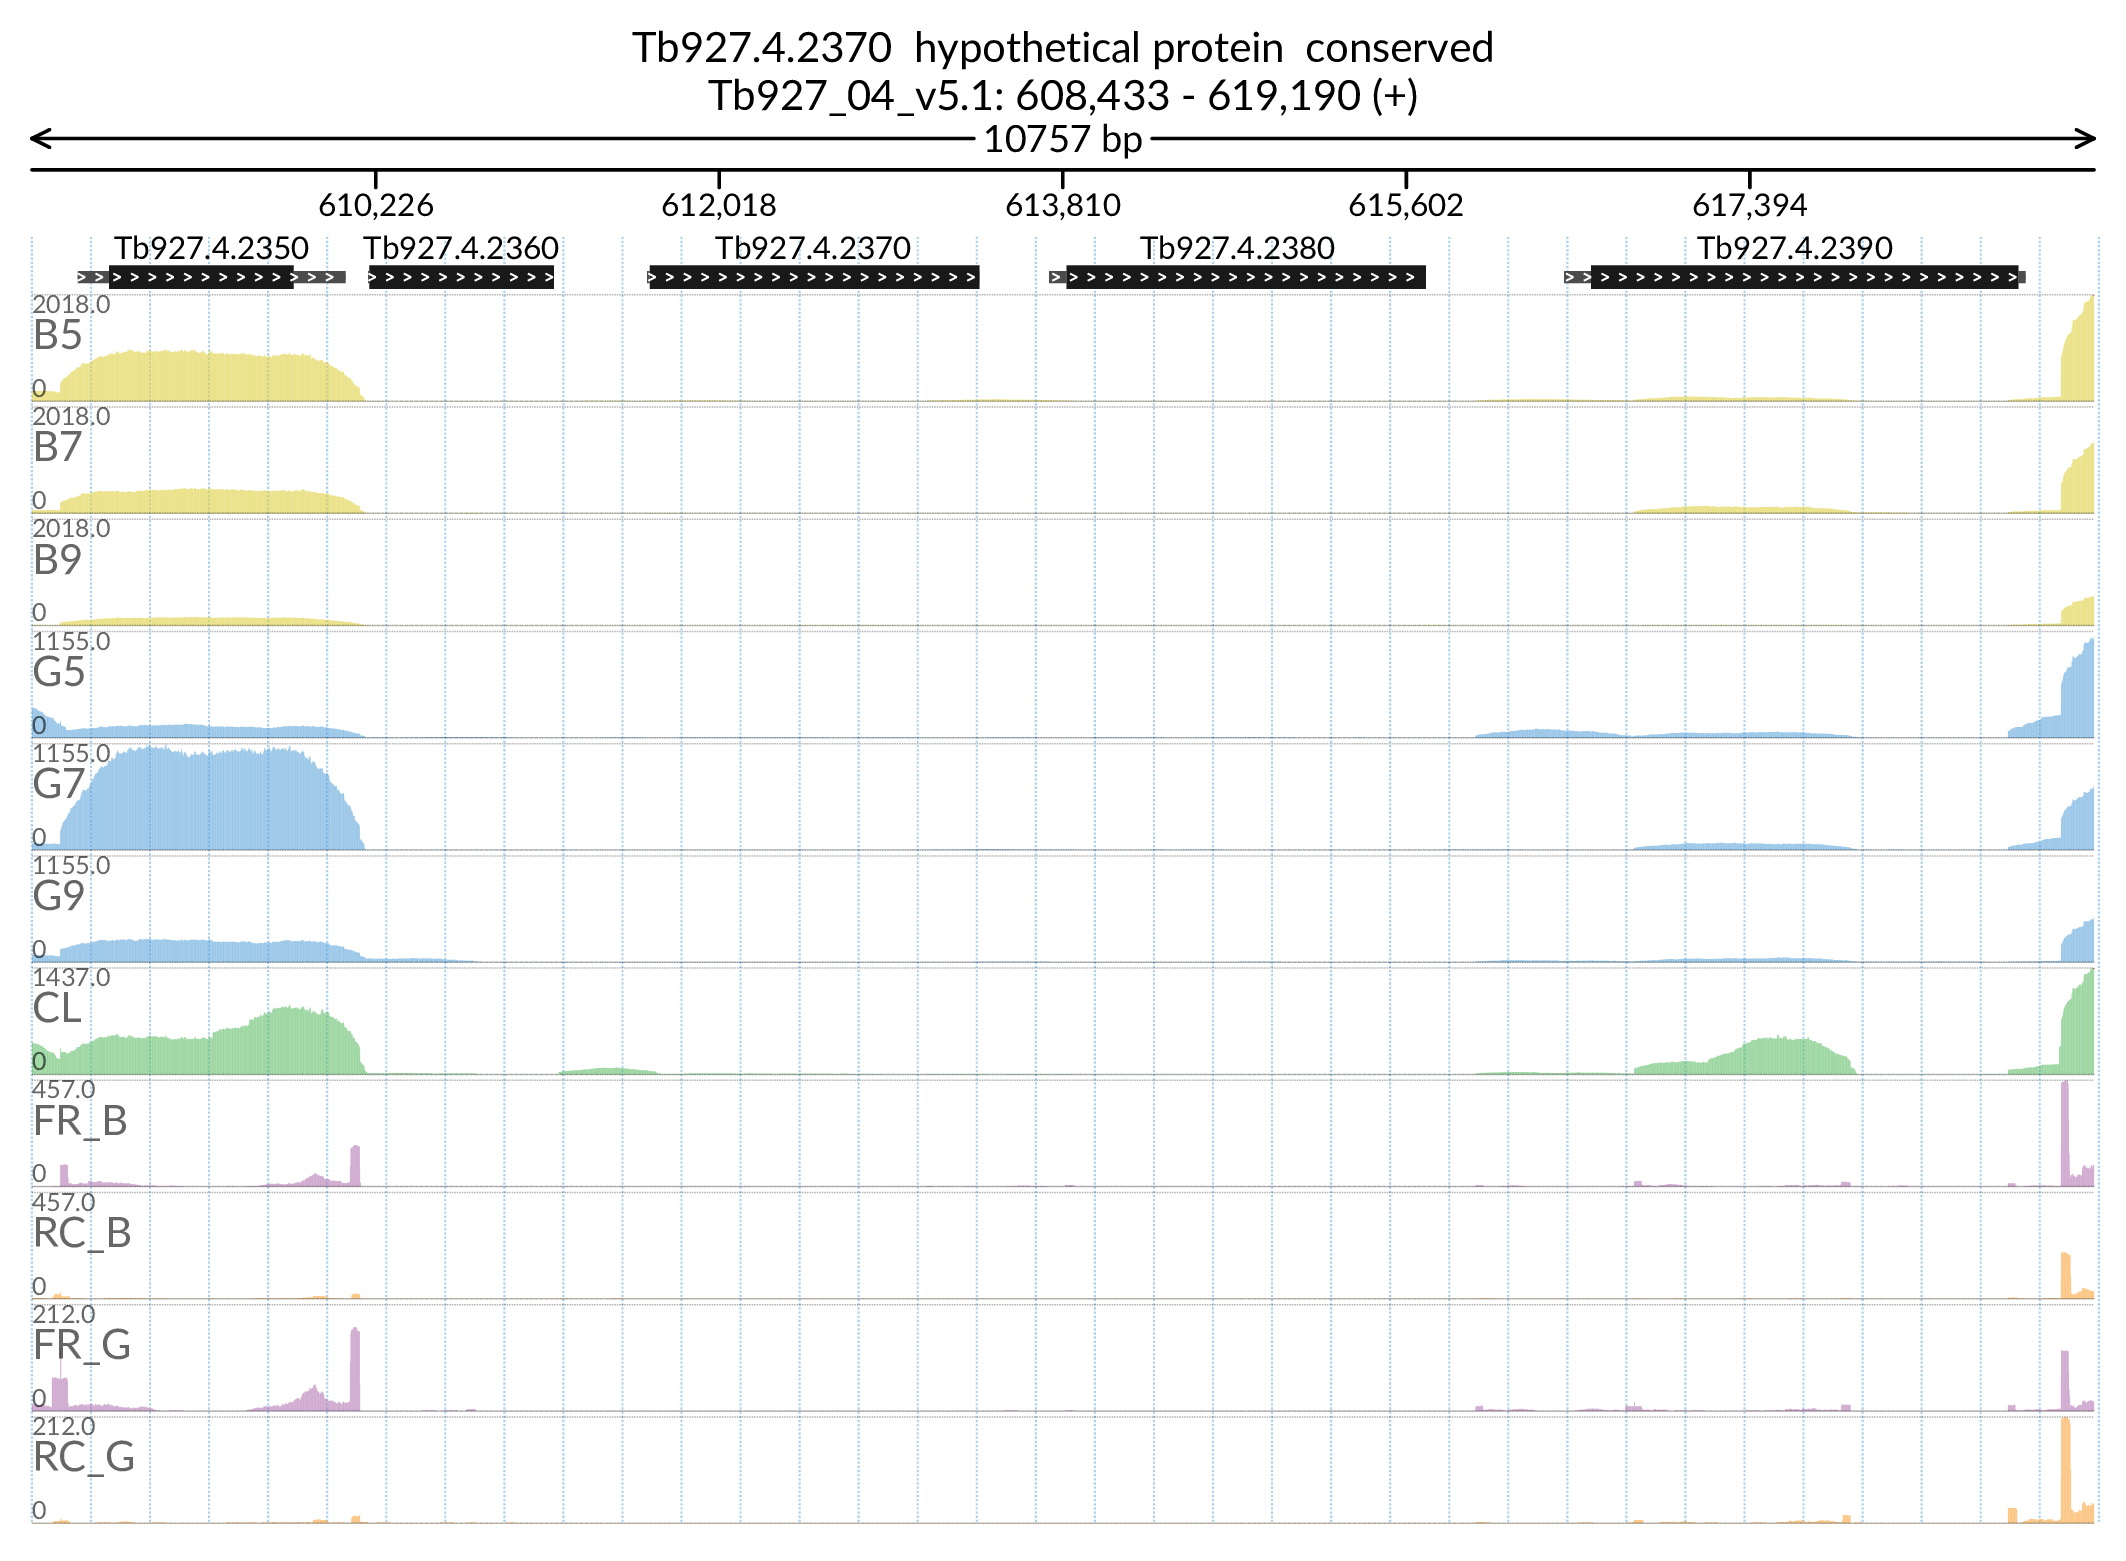 Tb927.4.2370 hypothetical protein conserved
Tb927_04_v5.1: 608,433 - 619,190 (+)
10757 bp
610,226 612,018 613,810 615,602 617,394
Tb927.4.2350 Tb927.4.2360 Tb927.4.2370 Tb927.4.2380 Tb927.4.2390
2018.0
B5
0
2018.0
B7
0
2018.0
B9
0
1155.0
G5
0
1155.0
G7
0
1155.0
G9
0
1437.0
CL
0
457.0
FR_B
0
457.0
RC_B
0
212.0
FR_G
0
212.0
RC_G
0